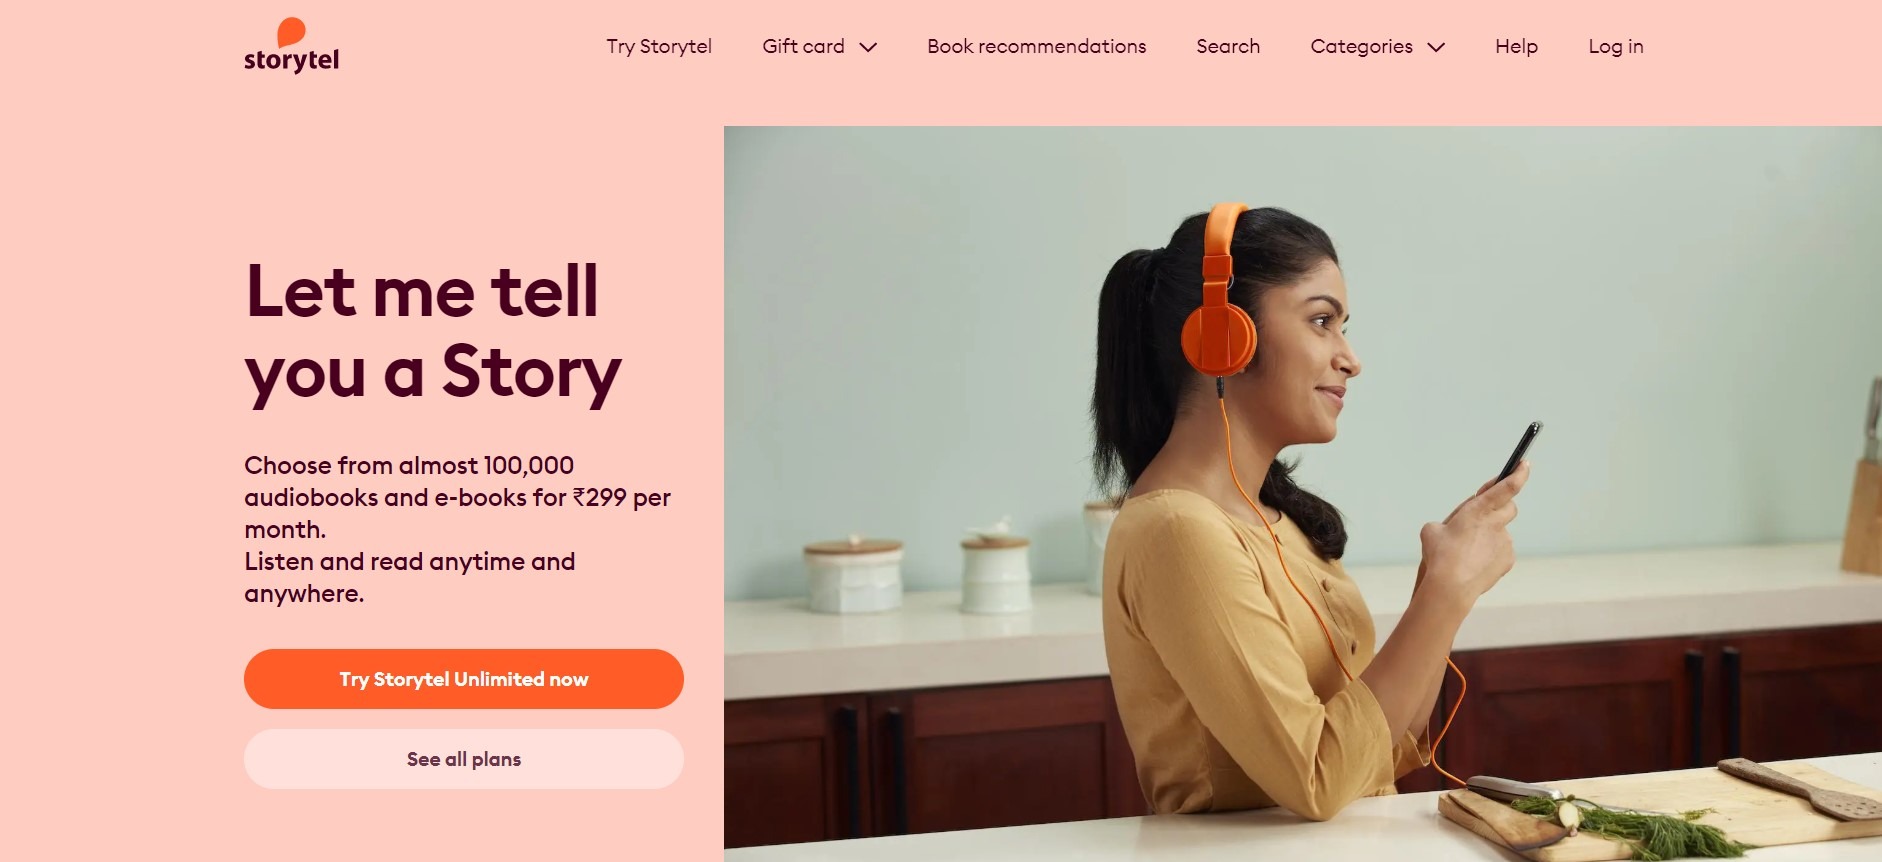 storytel
Try Storytel
Gift card
Book recommendations
Search
Categories
Help
Log in
Let me tell
you a Story
Choose from almost 100,000
audiobooks and e-books for ₹299 per
month.
Listen and read anytime and
anywhere.
Try Storytel Unlimited now
See all plans